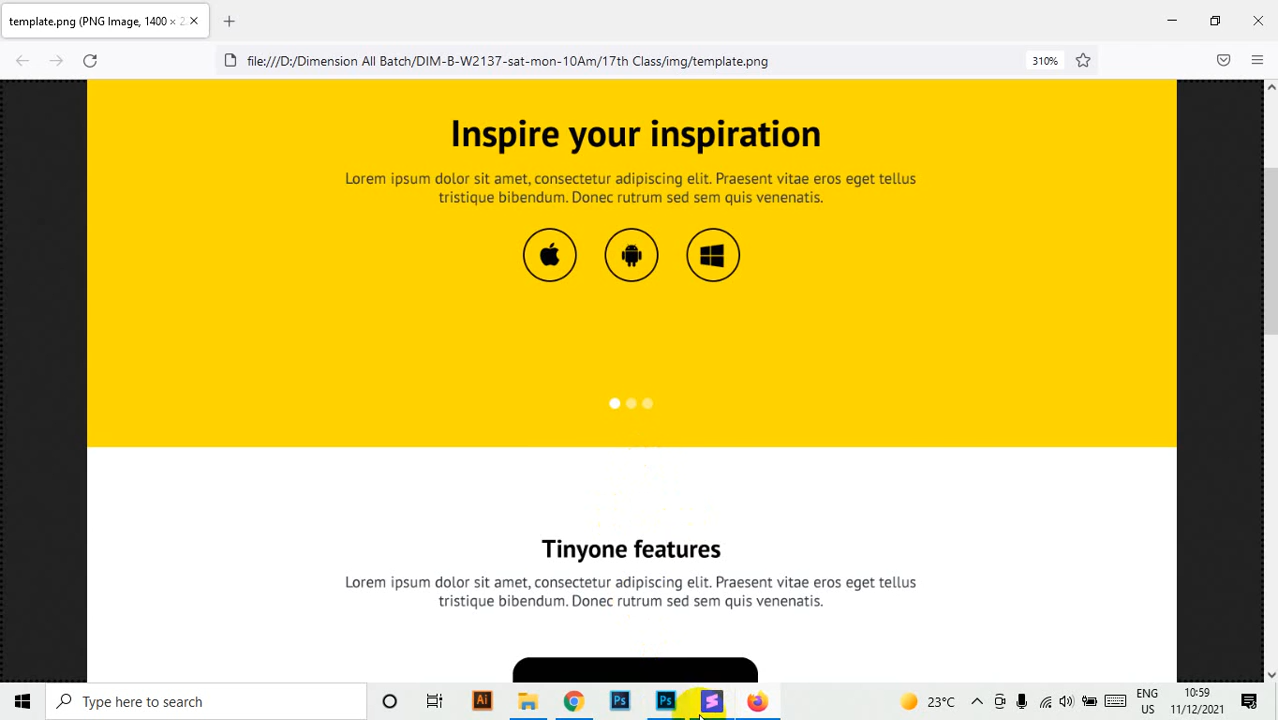 template.png (PNG Image, 1400 × 2
file:///D:/Dimension All Batch/DIM-B-W2137-sat-mon-10Am/17th Class/img/template.png
310%
Inspire your inspiration
Lorem ipsum dolor sit amet, consectetur adipiscing elit. Praesent vitae eros eget tellus
tristique bibendum. Donec rutrum sed sem quis venenatis.
Tinyone features
Lorem ipsum dolor sit amet, consectetur adipiscing elit. Praesent vitae eros eget tellus
tristique bibendum. Donec rutrum sed sem quis venenatis.
Type here to search
Ai
Ps
Ps
23°C
ENG
IN
10:59
11/12/2021